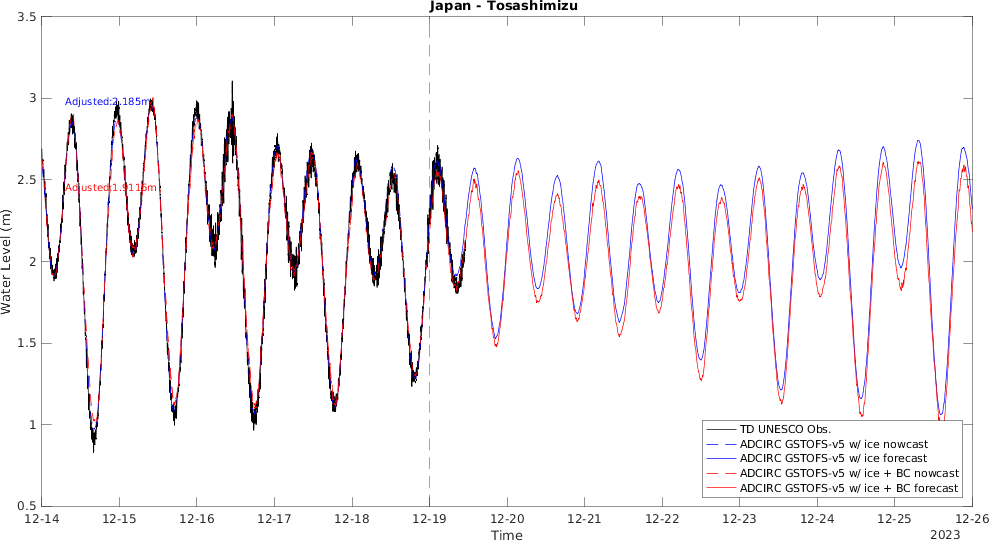 Japan - Tosashimizu
3.5
3
2.5
2
1.5
1
0.5
Water Level (m)
Adjusted:2.185m
Adjusted:1.9116m
TD UNESCO Obs.
ADCIRC GSTOFS-v5 w/ ice nowcast
ADCIRC GSTOFS-v5 w/ ice forecast
ADCIRC GSTOFS-v5 w/ ice + BC nowcast
ADCIRC GSTOFS-v5 w/ ice + BC forecast
12-14 12-15 12-16 12-17 12-18 12-19 12-20 12-21 12-22 12-23 12-24 12-25 12-26
Time
2023